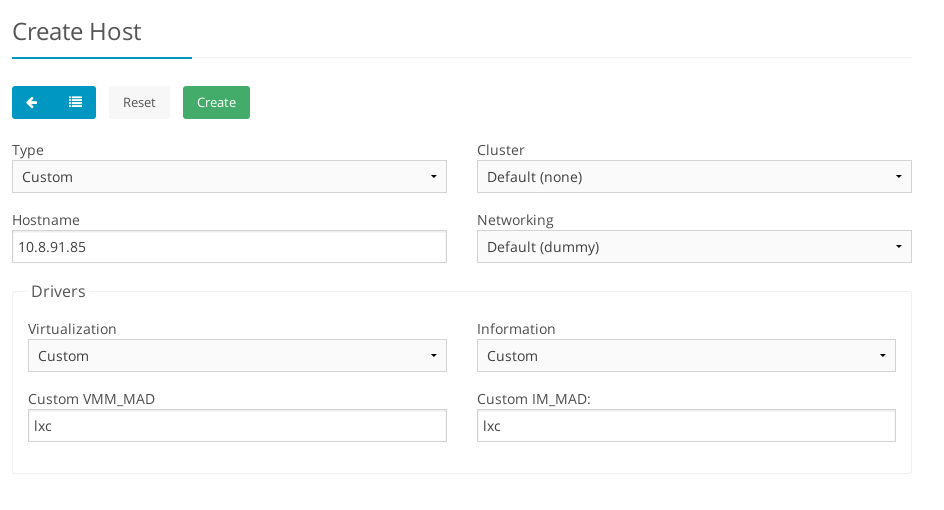 Create Host
Reset
Create
Type
Cluster
Custom
Default (none)
Hostname
Networking
10.8.91.85
Default (dummy)
Drivers
Virtualization
Information
Custom
Custom
Custom VMM_MAD
Custom IM_MAD:
lxc
lxc